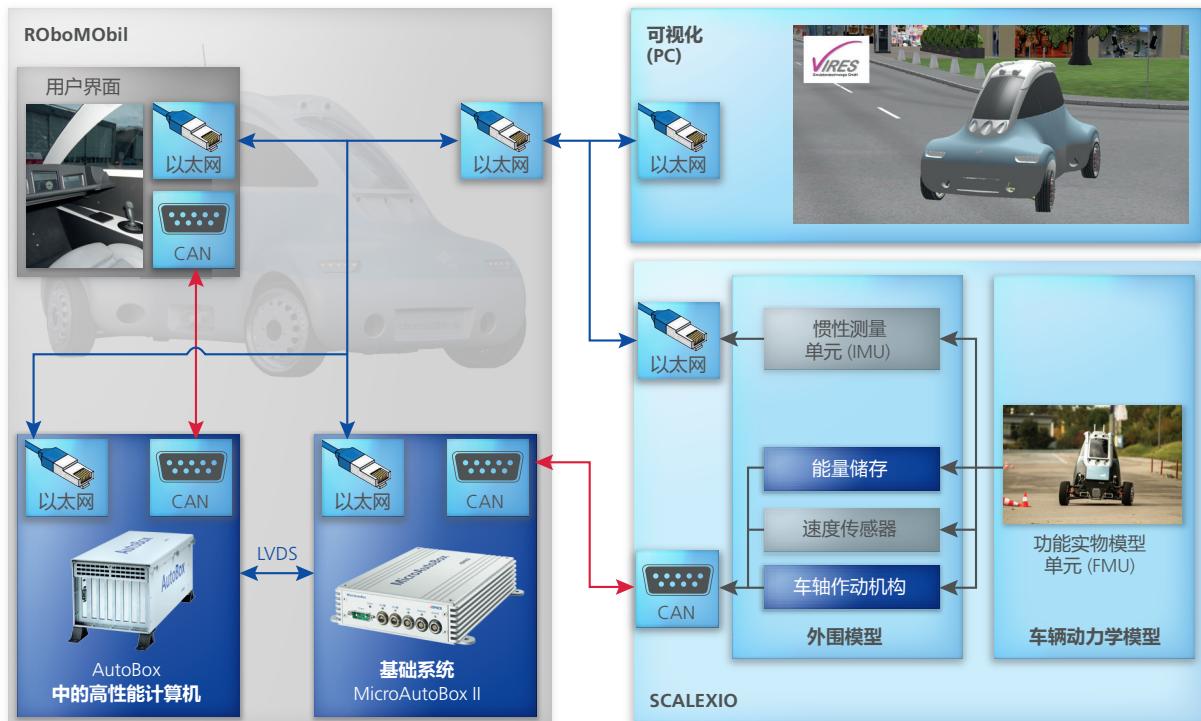 ROboMObil
用户界面
以太网
CAN
以太网
以太网
CAN
以太网
CAN
LVDS
AutoBox
AutoBox
MicroAutoBox
AutoBox
中的高性能计算机
基础系统
MicroAutoBox II
可视化
(PC)
以太网
VIRES
以太网
CAN
惯性测量
单元 (IMU)
能量储存
速度传感器
车轴作动机构
外围模型
功能实物模型
单元 (FMU)
车辆动力学模型
SCALEXIO